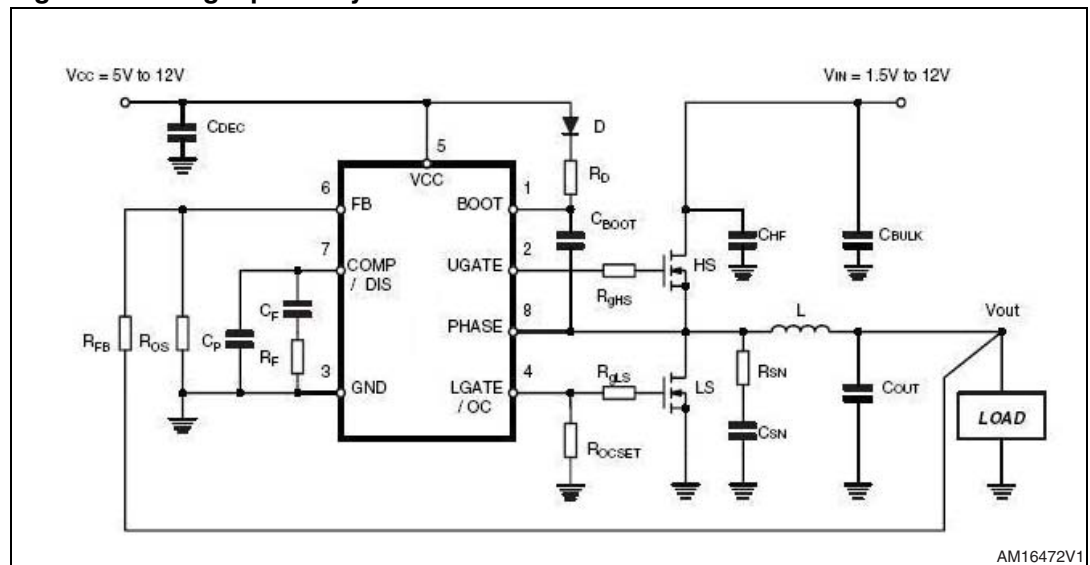 Vcc = 5V to 12V
VIN = 1.5V to 12V
CDEC
D
5
VCC
RD
6
FB
1
BOOT
CBOOT
7
COMP
/ DIS
2
UGATE
RgHS
HS
CHF
CBULK
CF
RFB
ROS
CP
RF
8
PHASE
L
Vout
3
GND
4
LGATE
/ OC
RgLS
LS
RSN
COUT
LOAD
ROCSET
CSN
AM16472V1